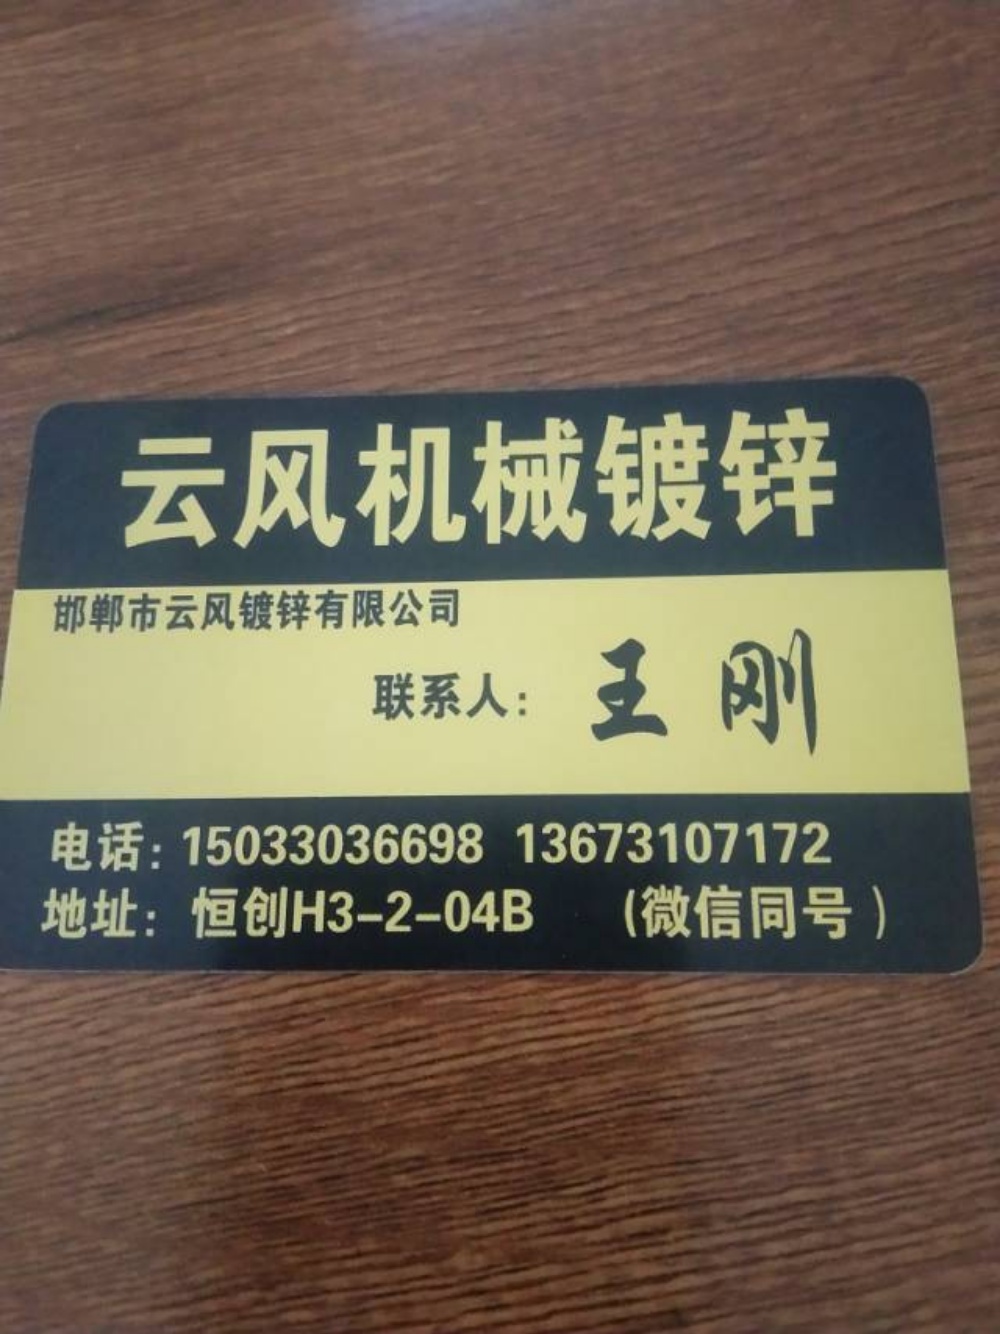 云风机械镀锌
邯郸市云风镀锌有限公司
联系人：王刚
电话：15033036698 13673107172
地址：恒创H3-2-04B （微信同号）